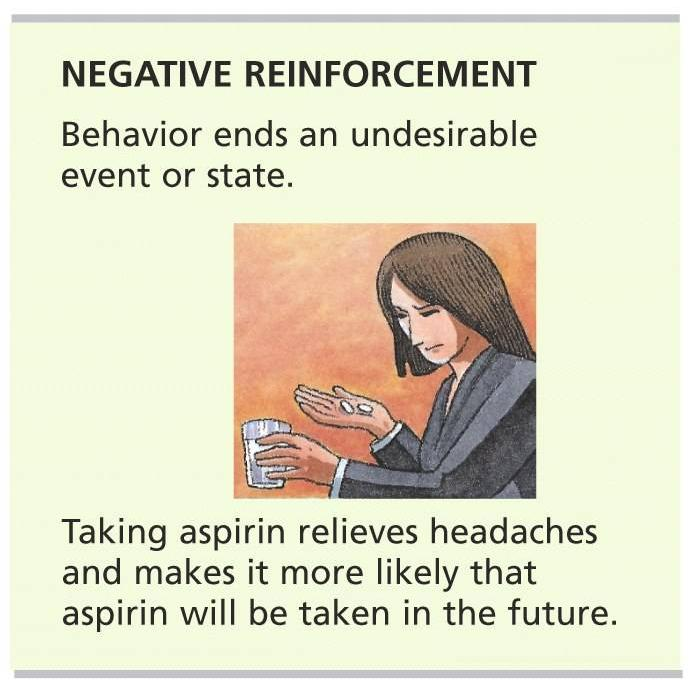 NEGATIVE REINFORCEMENT
Behavior ends an undesirable
event or state.
Taking aspirin relieves headaches
and makes it more likely that
aspirin will be taken in the future.